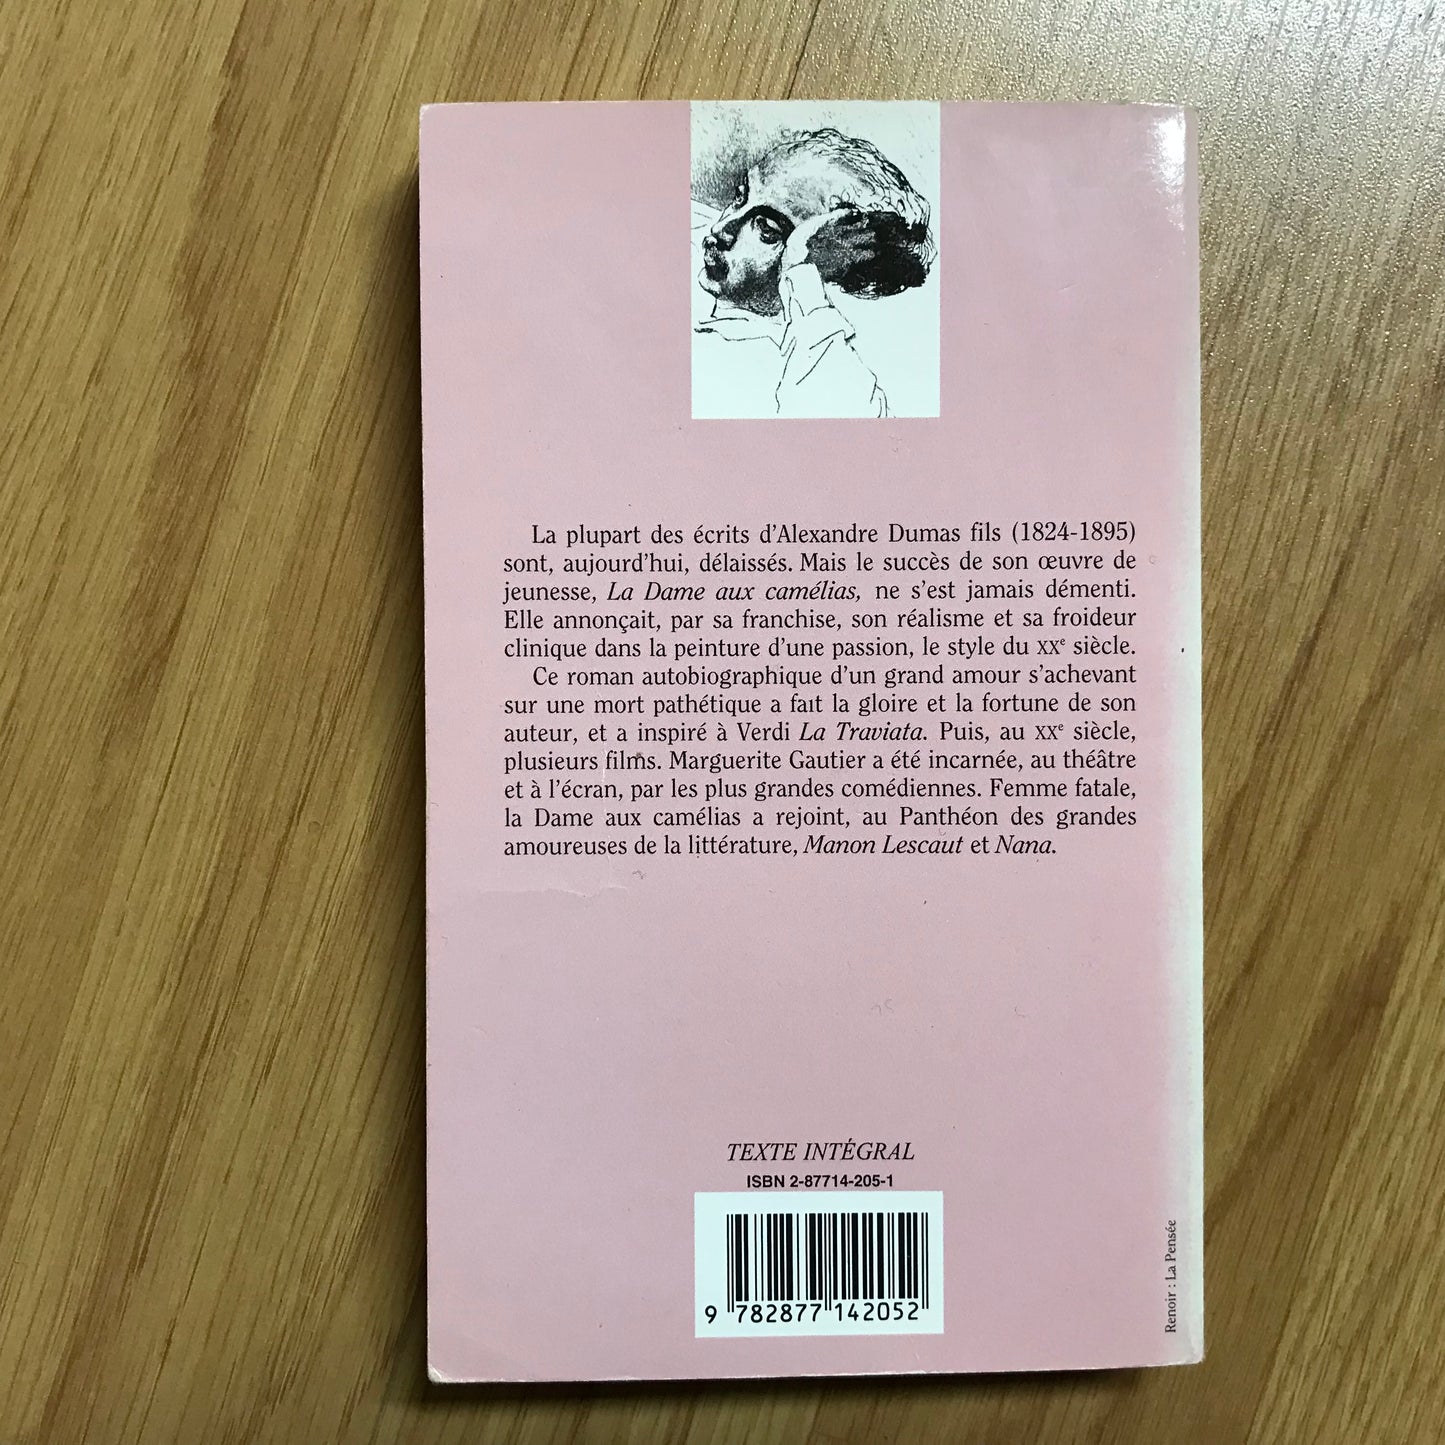 La plupart des écrits d'Alexandre Dumas fils (1824-1895)
sont, aujourd'hui, délaissés. Mais le succès de son œuvre de
jeunesse, La Dame aux camélias, ne s'est jamais démenti.
Elle annonçait, par sa franchise, son réalisme et sa froideur
clinique dans la peinture d'une passion, le style du XXe siècle.
Ce roman autobiographique d'un grand amour s'achevant
sur une mort pathétique a fait la gloire et la fortune de son
auteur, et a inspiré à Verdi La Traviata. Puis, au XXe siècle,
plusieurs films. Marguerite Gautier a été incarnée, au théâtre
et à l'écran, par les plus grandes comédiennes. Femme fatale,
la Dame aux camélias a rejoint, au Panthéon des grandes
amoureuses de la littérature, Manon Lescaut et Nana.
TEXTE INTÉGRAL
ISBN 2-87714-205-1
9 782877 142052
Renoir : La Pensée